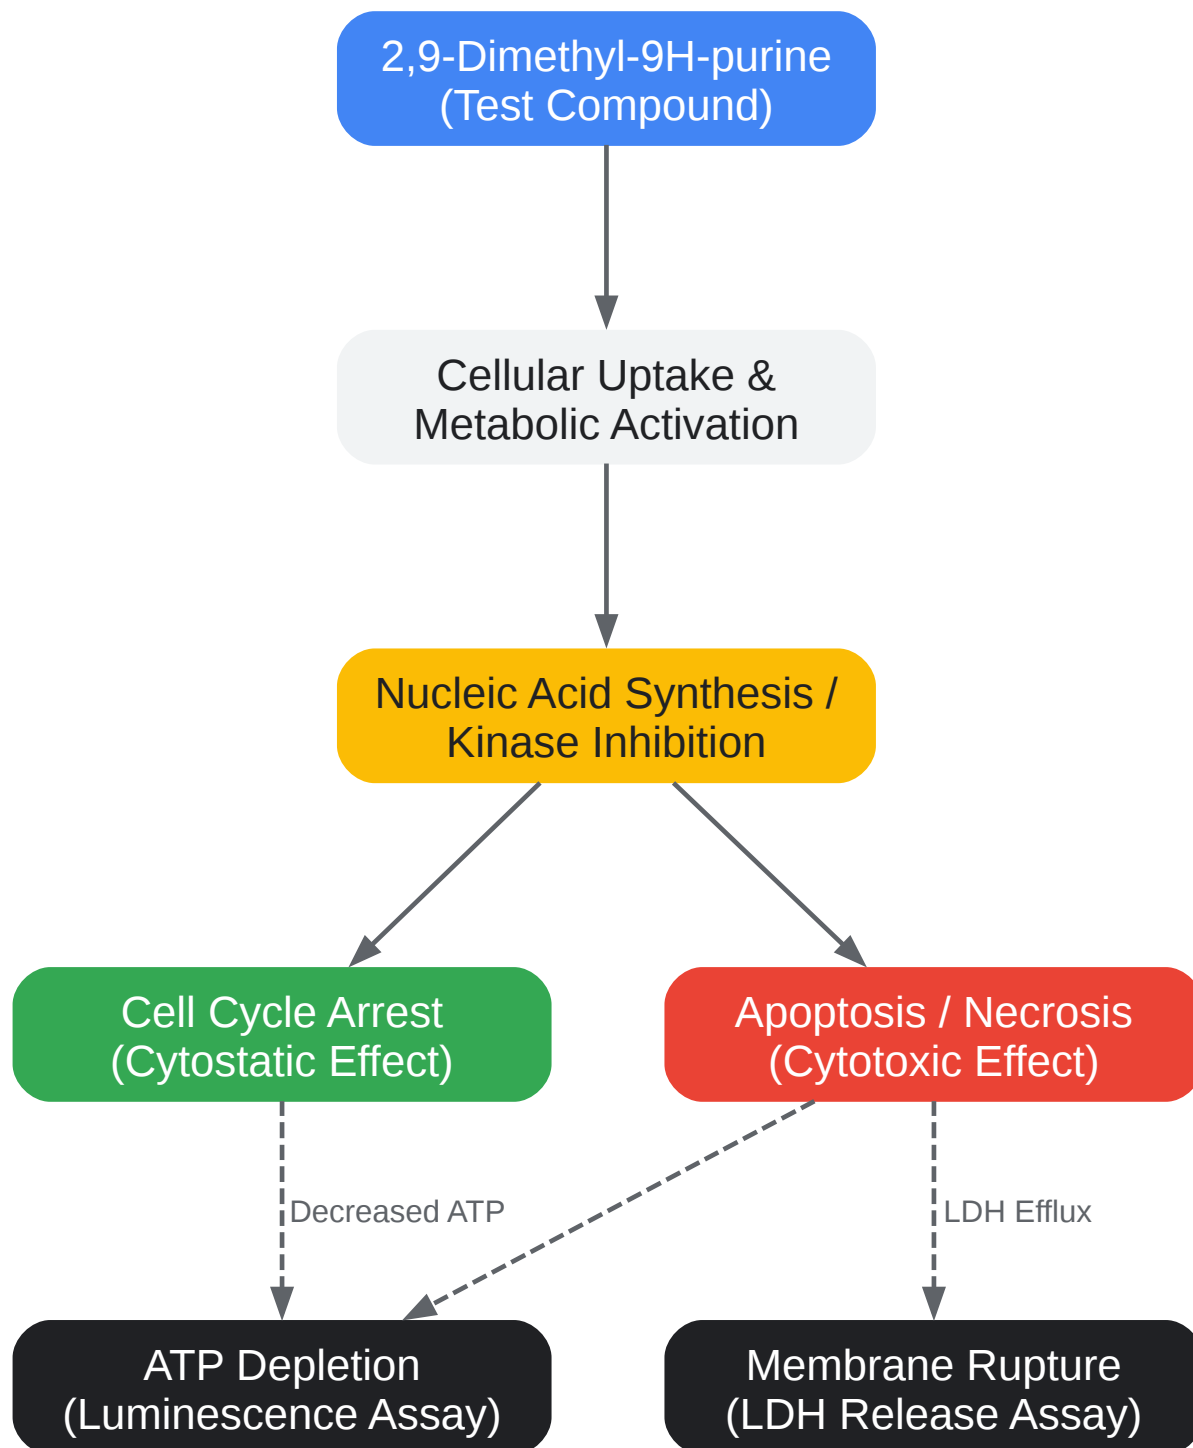 2,9-Dimethyl-9H-purine
(Test Compound)
Cellular Uptake &
Metabolic Activation
Nucleic Acid Synthesis /
Kinase Inhibition
Cell Cycle Arrest
(Cytostatic Effect)
Apoptosis / Necrosis
(Cytotoxic Effect)
Decreased ATP
LDH Efflux
ATP Depletion
(Luminescence Assay)
Membrane Rupture
(LDH Release Assay)